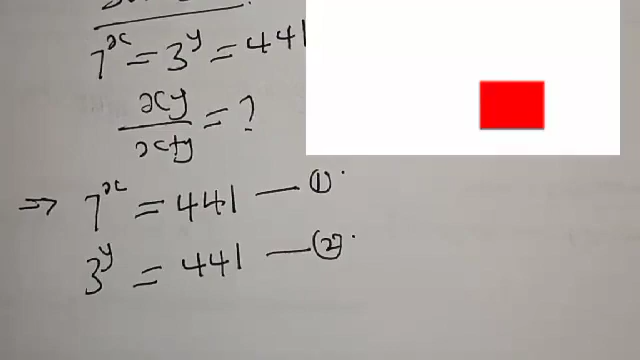 7^x = 3^y = 441
xy/x+y = ?
⇒ 7^x = 441 — ①.
3^y = 441 — ②.